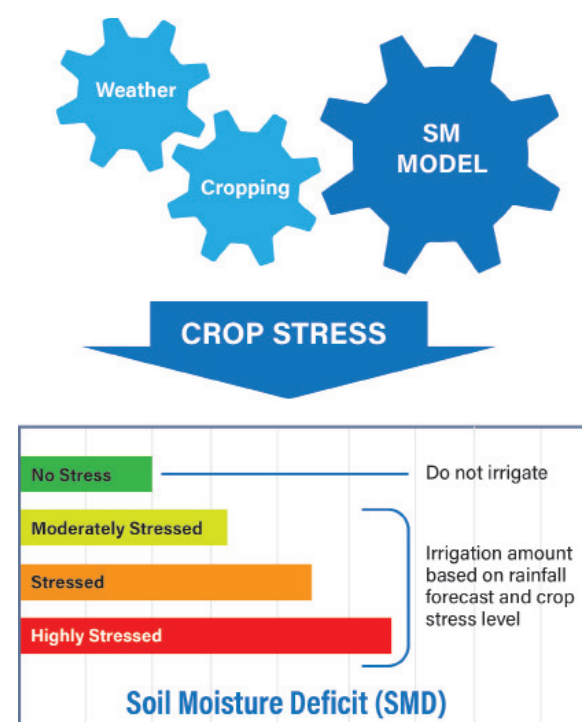 Weather
Cropping
SM
MODEL
CROP STRESS
No Stress
Do not irrigate
Moderately Stressed
Stressed
Highly Stressed
Irrigation amount
based on rainfall
forecast and crop
stress level
Soil Moisture Deficit (SMD)